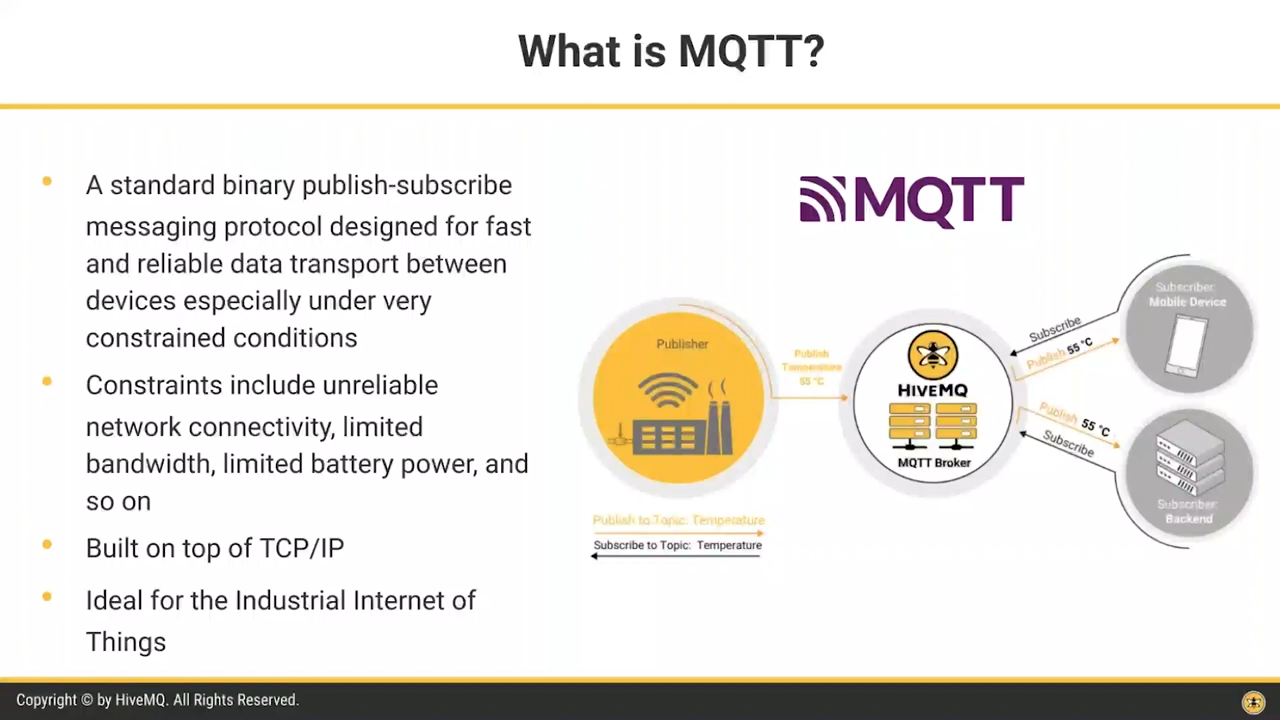 What is MQTT?
• A standard binary publish-subscribe
messaging protocol designed for fast
and reliable data transport between
devices especially under very
constrained conditions
• Constraints include unreliable
network connectivity, limited
bandwidth, limited battery power, and
so on
• Built on top of TCP/IP
• Ideal for the Industrial Internet of
Things
MQTT
Publisher
Publish
Temperature
55 °C
HIVEMQ
MQTT Broker
Subscribe
Publish 55 °C
Subscriber:
Mobile Device
Publish 55 °C
Subscribe
Subscriber:
Backend
Publish to Topic: Temperature
Subscribe to Topic: Temperature
Copyright © by HiveMQ. All Rights Reserved.